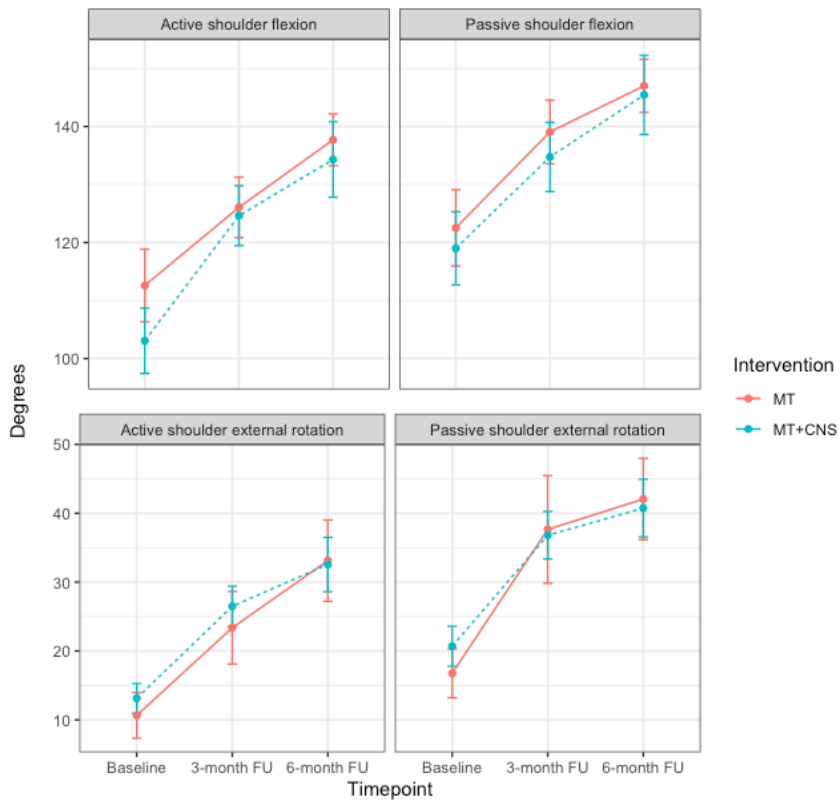 Active shoulder flexion
Passive shoulder flexion
140
120
100
Degrees
Active shoulder external rotation
Passive shoulder external rotation
50
40
30
20
10
Baseline 3-month FU 6-month FU
Baseline 3-month FU 6-month FU
Timepoint
Intervention
MT
MT+CNS